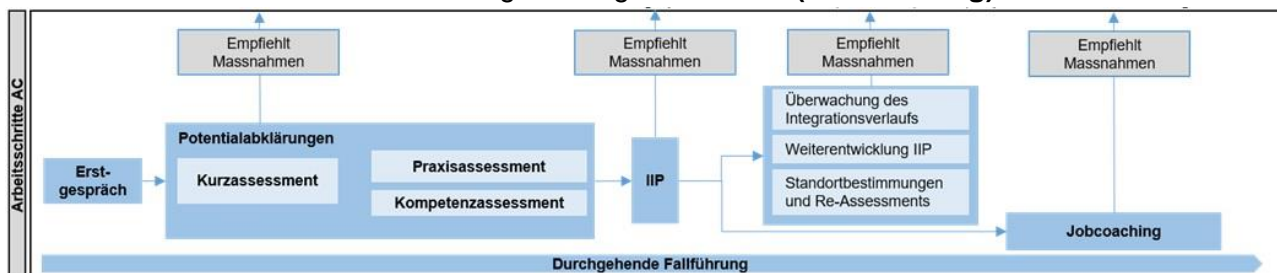 Arbeitsschritte AC
Empfiehlt
Massnahmen
Empfiehlt
Massnahmen
Empfiehlt
Massnahmen
Empfiehlt
Massnahmen
Erst-
gespräch
Potentialabklärungen
Kurzassessment
Praxisassessment
Kompetenzassessment
IIP
Überwachung des
Integrationsverlaufs
Weiterentwicklung IIP
Standortbestimmungen
und Re-Assessments
Jobcoaching
Durchgehende Fallführung